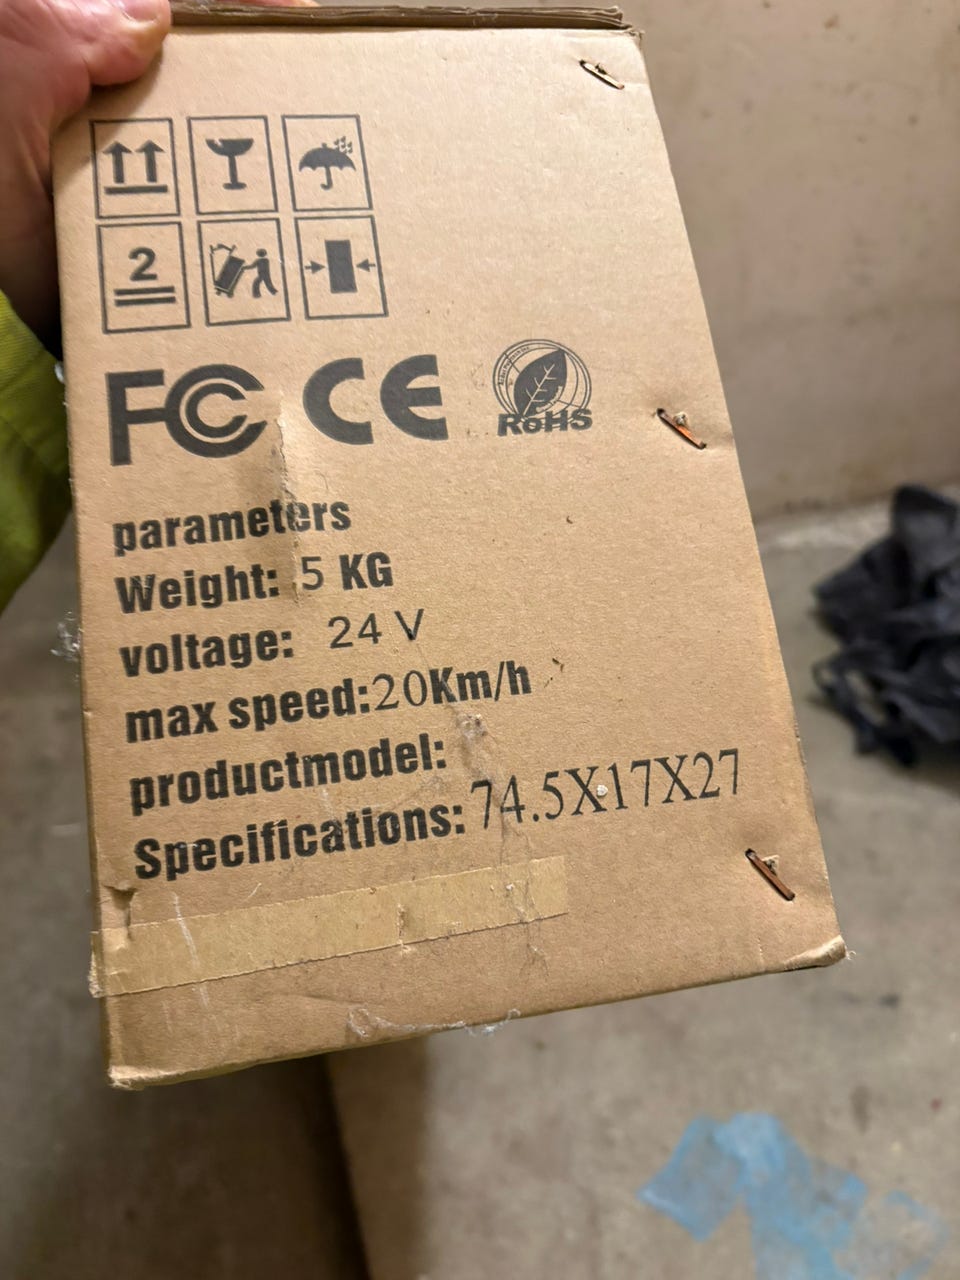 2
FC CE RoHS
parameters
Weight: 5 KG
voltage: 24 V
max speed:20Km/h
productmodel:
Specifications: 74.5X17X27